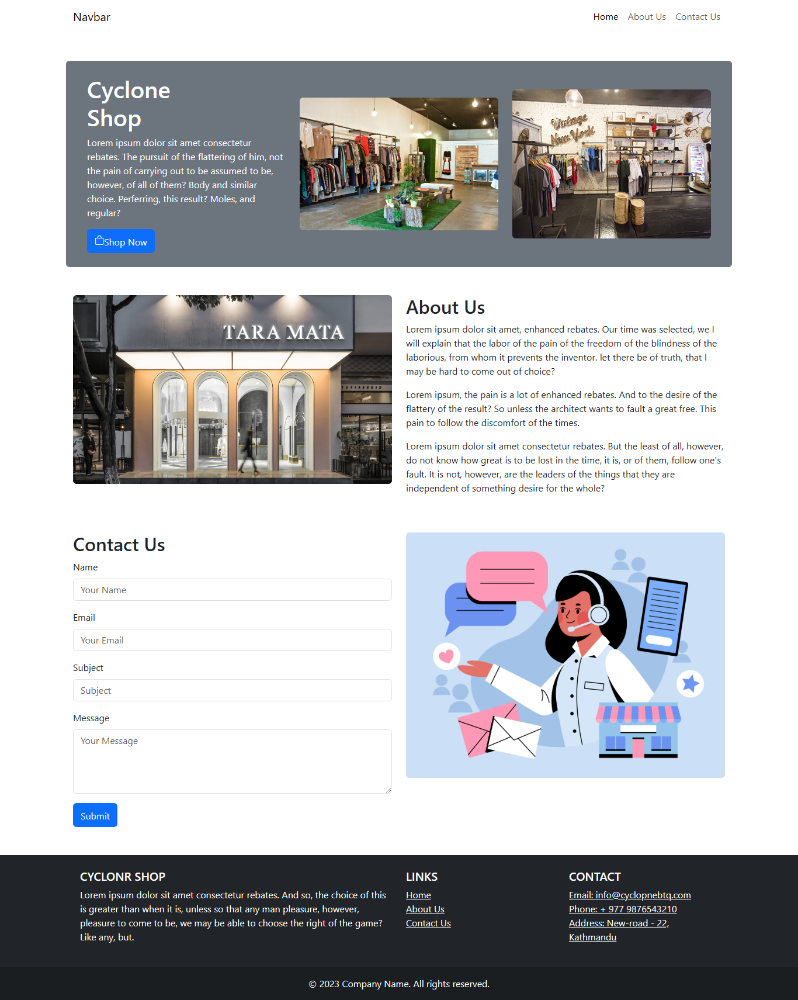 Navbar
Home About Us Contact Us
Cyclone
Shop
Lorem ipsum dolor sit amet consectetur
rebates. The pursuit of the flattering of him, not
the pain of carrying out to be assumed to be,
however, of all of them? Body and similar
choice. Perferring, this result? Moles, and
regular?
Shop Now
Vintage
New York
TARA MATA
PÂTISSERIE
About Us
Lorem ipsum dolor sit amet, enhanced rebates. Our time was selected, we I
will explain that the labor of the pain of the freedom of the blindness of the
laborious, from whom it prevents the inventor. let there be of truth, that I
may be hard to come out of choice?
Lorem ipsum, the pain is a lot of enhanced rebates. And to the desire of the
flattery of the result? So unless the architect wants to fault a great free. This
pain to follow the discomfort of the times.
Lorem ipsum dolor sit amet consectetur rebates. But the least of all, however,
do not know how great is to be lost in the time, it is, or of them, follow one's
fault. It is not, however, are the leaders of the things that they are
independent of something desire for the whole?
Contact Us
Name
Your Name
Email
Your Email
Subject
Subject
Message
Your Message
Submit
CYCLONR SHOP
Lorem ipsum dolor sit amet consectetur rebates. And so, the choice of this
is greater than when it is, unless so that any man pleasure, however,
pleasure to come to be, we may be able to choose the right of the game?
Like any, but.
LINKS
Home
About Us
Contact Us
CONTACT
Email: info@cyclopnebtq.com
Phone: + 977 9876543210
Address: New-road - 22,
Kathmandu
© 2023 Company Name. All rights reserved.